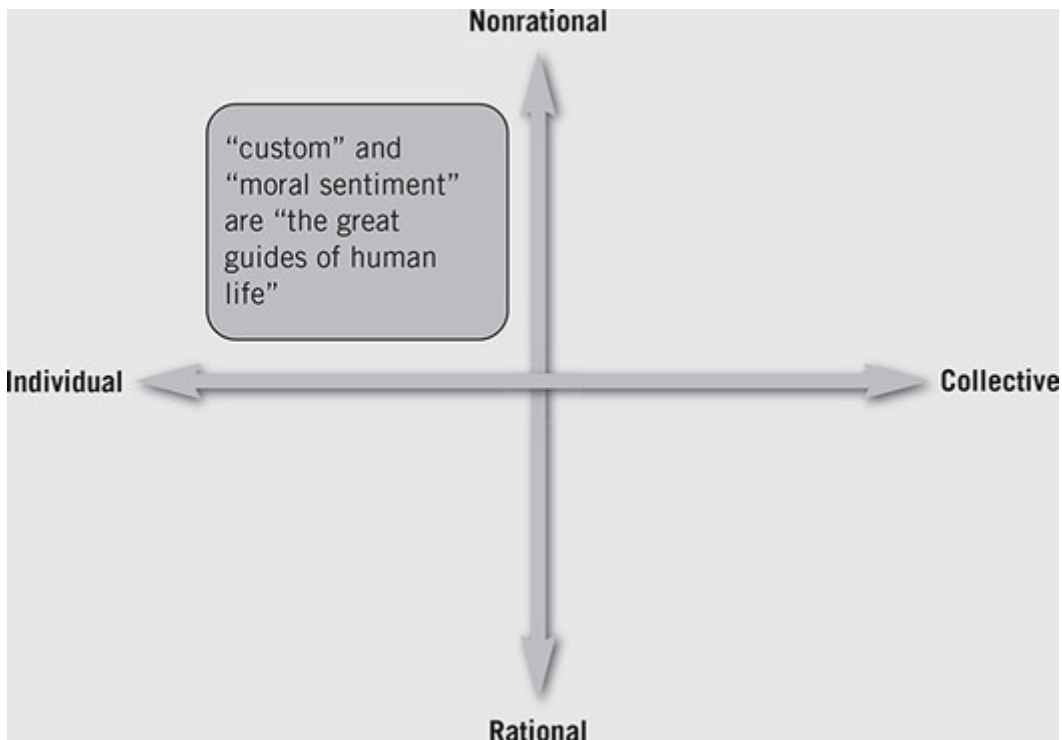 Nonrational
“custom” and
“moral sentiment”
are “the great
guides of human
life”
Individual
Collective
Rational